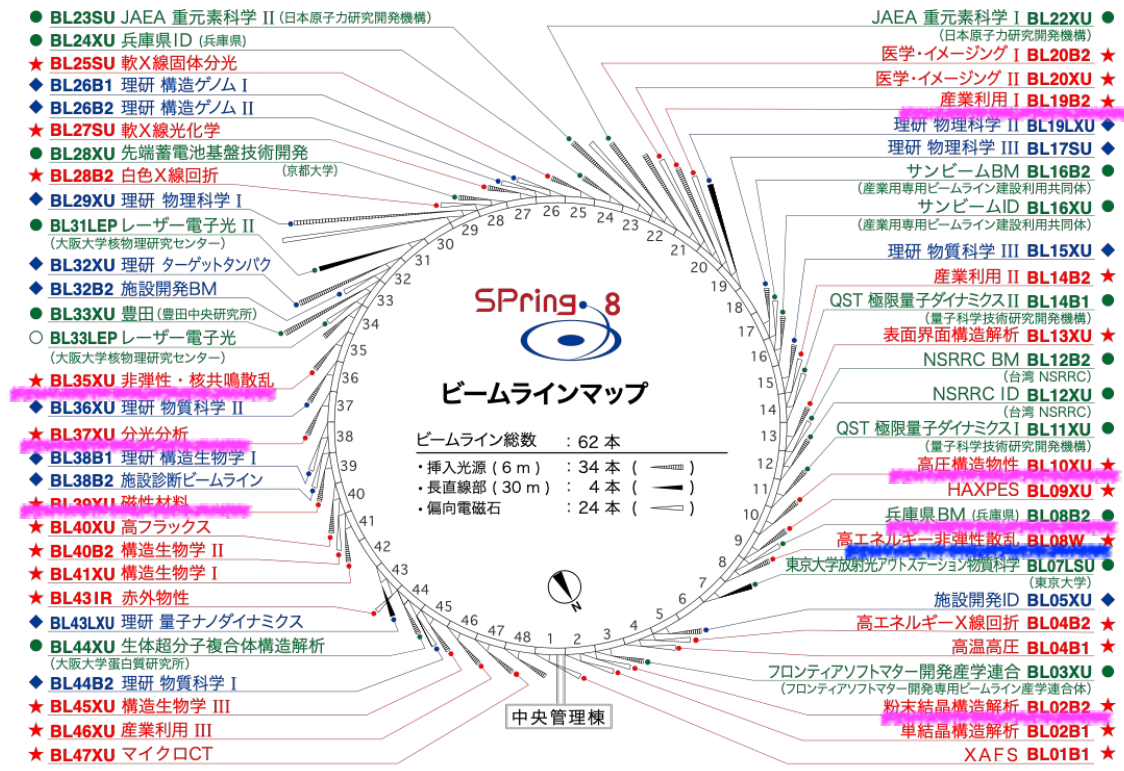 BL23SU JAEA 重元素科学 II (日本原子力研究開発機構)
BL24XU 兵庫県ID (兵庫県)
BL25SU 軟X線固体分光
BL26B1 理研 構造ゲノム I
BL26B2 理研 構造ゲノム II
BL27SU 軟X線光化学
BL28XU 先端蓄電池基盤技術開発
(京都大学)
BL28B2 白色X線回折
BL29XU 理研 物理科学 I
BL31LEP レーザー電子光 II
(大阪大学核物理研究センター)
BL32XU 理研 ターゲットタンパク
BL32B2 施設開発BM
BL33XU 豊田 (豊田中央研究所)
BL33LEP レーザー電子光
(大阪大学核物理研究センター)
BL35XU 非弾性・核共鳴散乱
BL36XU 理研 物質科学 II
BL37XU 分光分析
BL38B1 理研 構造生物学 I
BL38B2 施設診断ビームライン
BL39XU 磁性材料
BL40XU 高フラックス
BL40B2 構造生物学 II
BL41XU 構造生物学 I
BL43IR 赤外物性
BL43LXU 理研 量子ナノダイナミクス
BL44XU 生体超分子複合体構造解析
(大阪大学蛋白質研究所)
BL44B2 理研 物質科学 I
BL45XU 構造生物学 III
BL46XU 産業利用 III
BL47XU マイクロCT
JAEA 重元素科学 I BL22XU
(日本原子力研究開発機構)
医学・イメージング I BL20B2
医学・イメージング II BL20XU
産業利用 I BL19B2
理研 物理科学 II BL19LXU
理研 物理科学 III BL17SU
サンビームBM BL16B2
(産業用専用ビームライン建設利用共同体)
サンビームID BL16XU
(産業用専用ビームライン建設利用共同体)
理研 物質科学 III BL15XU
産業利用 II BL14B2
QST 極限量子ダイナミクス II BL14B1
(量子科学技術研究開発機構)
表面界面構造解析 BL13XU
NSRRC BM BL12B2
(台湾 NSRRC)
NSRRC ID BL12XU
(台湾 NSRRC)
QST 極限量子ダイナミクス I BL11XU
(量子科学技術研究開発機構)
高圧構造物性 BL10XU
HAXPES BL09XU
兵庫県BM (兵庫県) BL08B2
高エネルギー非弾性散乱 BL08W
東京大学放射光アウトステーション物質科学 BL07LSU
(東京大学)
施設開発ID BL05XU
高エネルギーX線回折 BL04B2
高温高圧 BL04B1
フロンティアソフトマター開発産学連合 BL03XU
(フロンティアソフトマター開発専用ビームライン産学連合体)
粉末結晶構造解析 BL02B2
単結晶構造解析 BL02B1
XAFS BL01B1
1
2
3
4
5
6
7
8
9
10
11
12
13
14
15
16
17
18
19
20
21
22
23
24
25
26
27
28
29
30
31
32
33
34
35
36
37
38
39
40
41
42
43
44
45
46
47
48
SPring-8
ビームラインマップ
ビームライン総数 : 62 本
・挿入光源 ( 6 m ) : 34 本 ( )
・長直線部 ( 30 m ) : 4 本 ( )
・偏向電磁石 : 24 本 ( )
N
中央管理棟